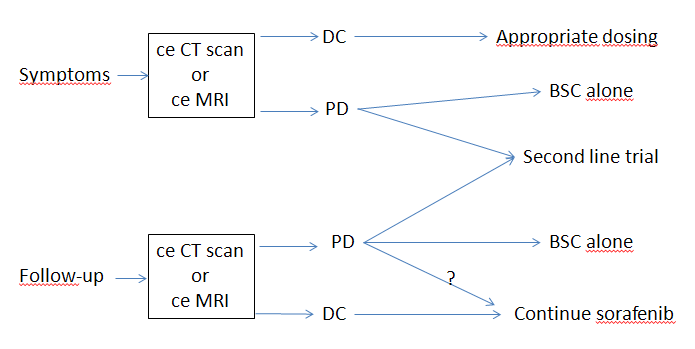 Symptoms
ce CT scan
or
ce MRI
DC
Appropriate dosing
PD
BSC alone
Second line trial
Follow-up
ce CT scan
or
ce MRI
PD
BSC alone
?
DC
Continue sorafenib